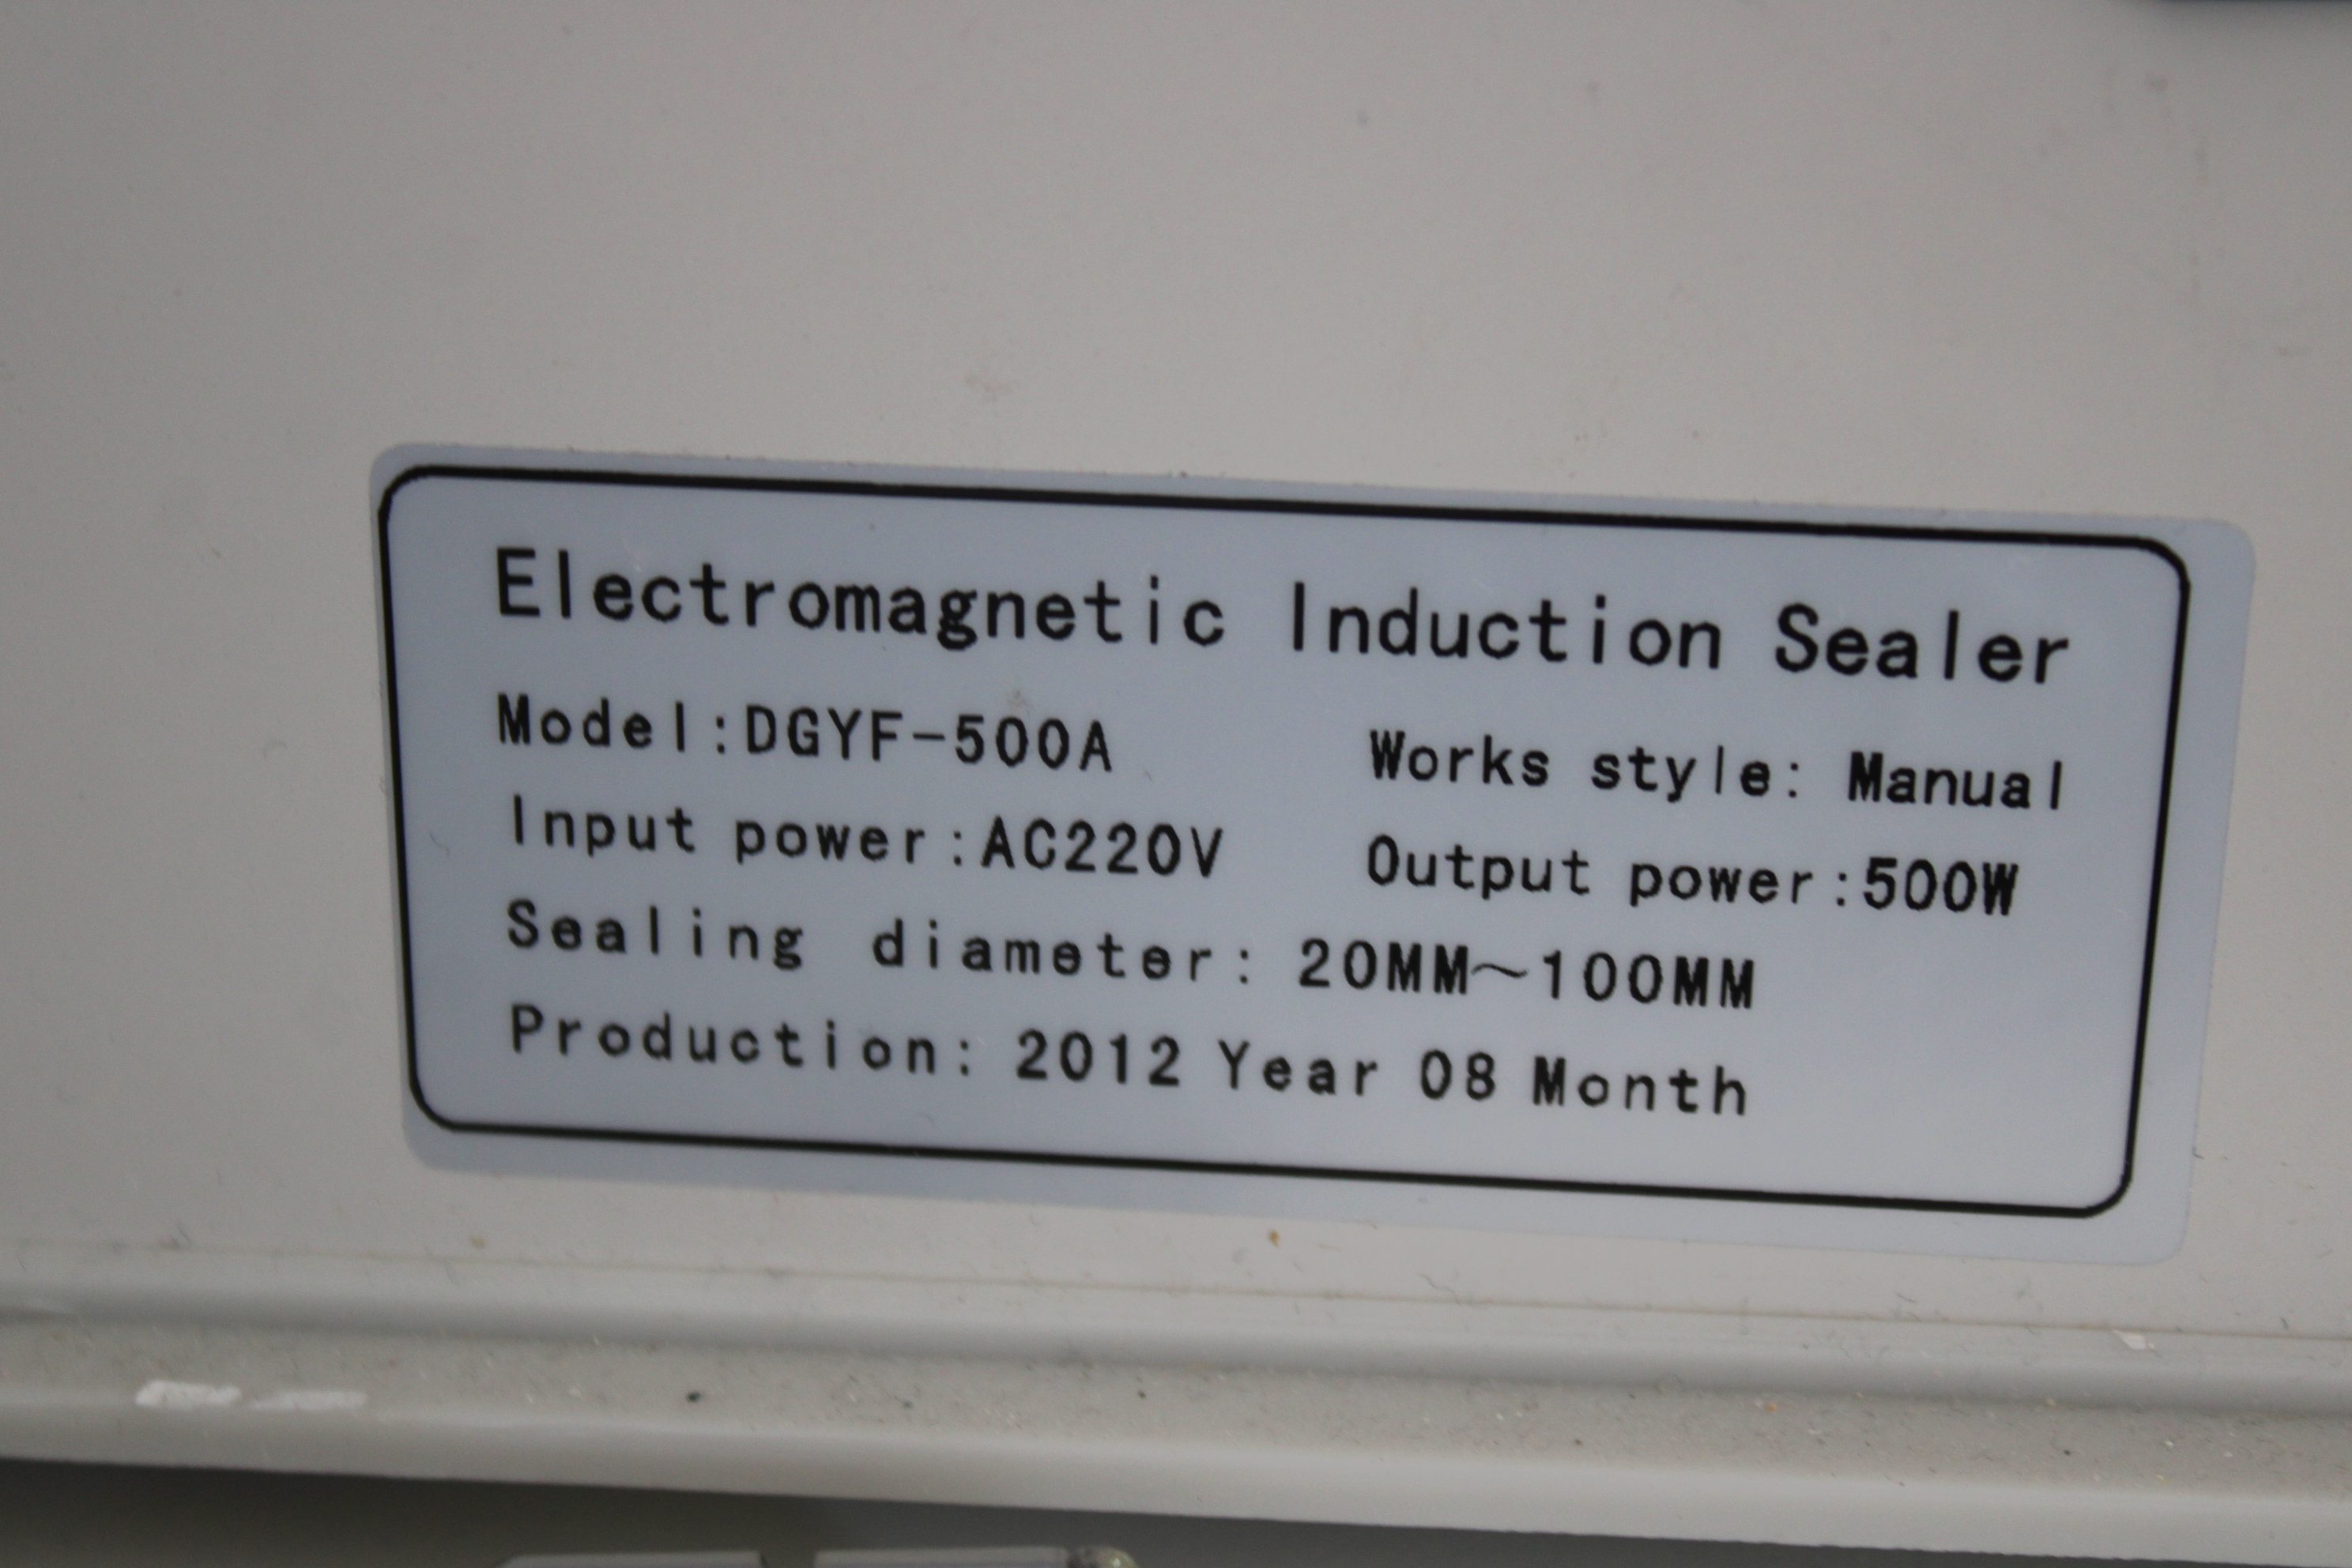 Electromagnetic Induction Sealer
Model:DGYF-500A Works style: Manual
Input power:AC220V Output power:500W
Sealing diameter: 20MM～100MM
Production: 2012 Year 08 Month